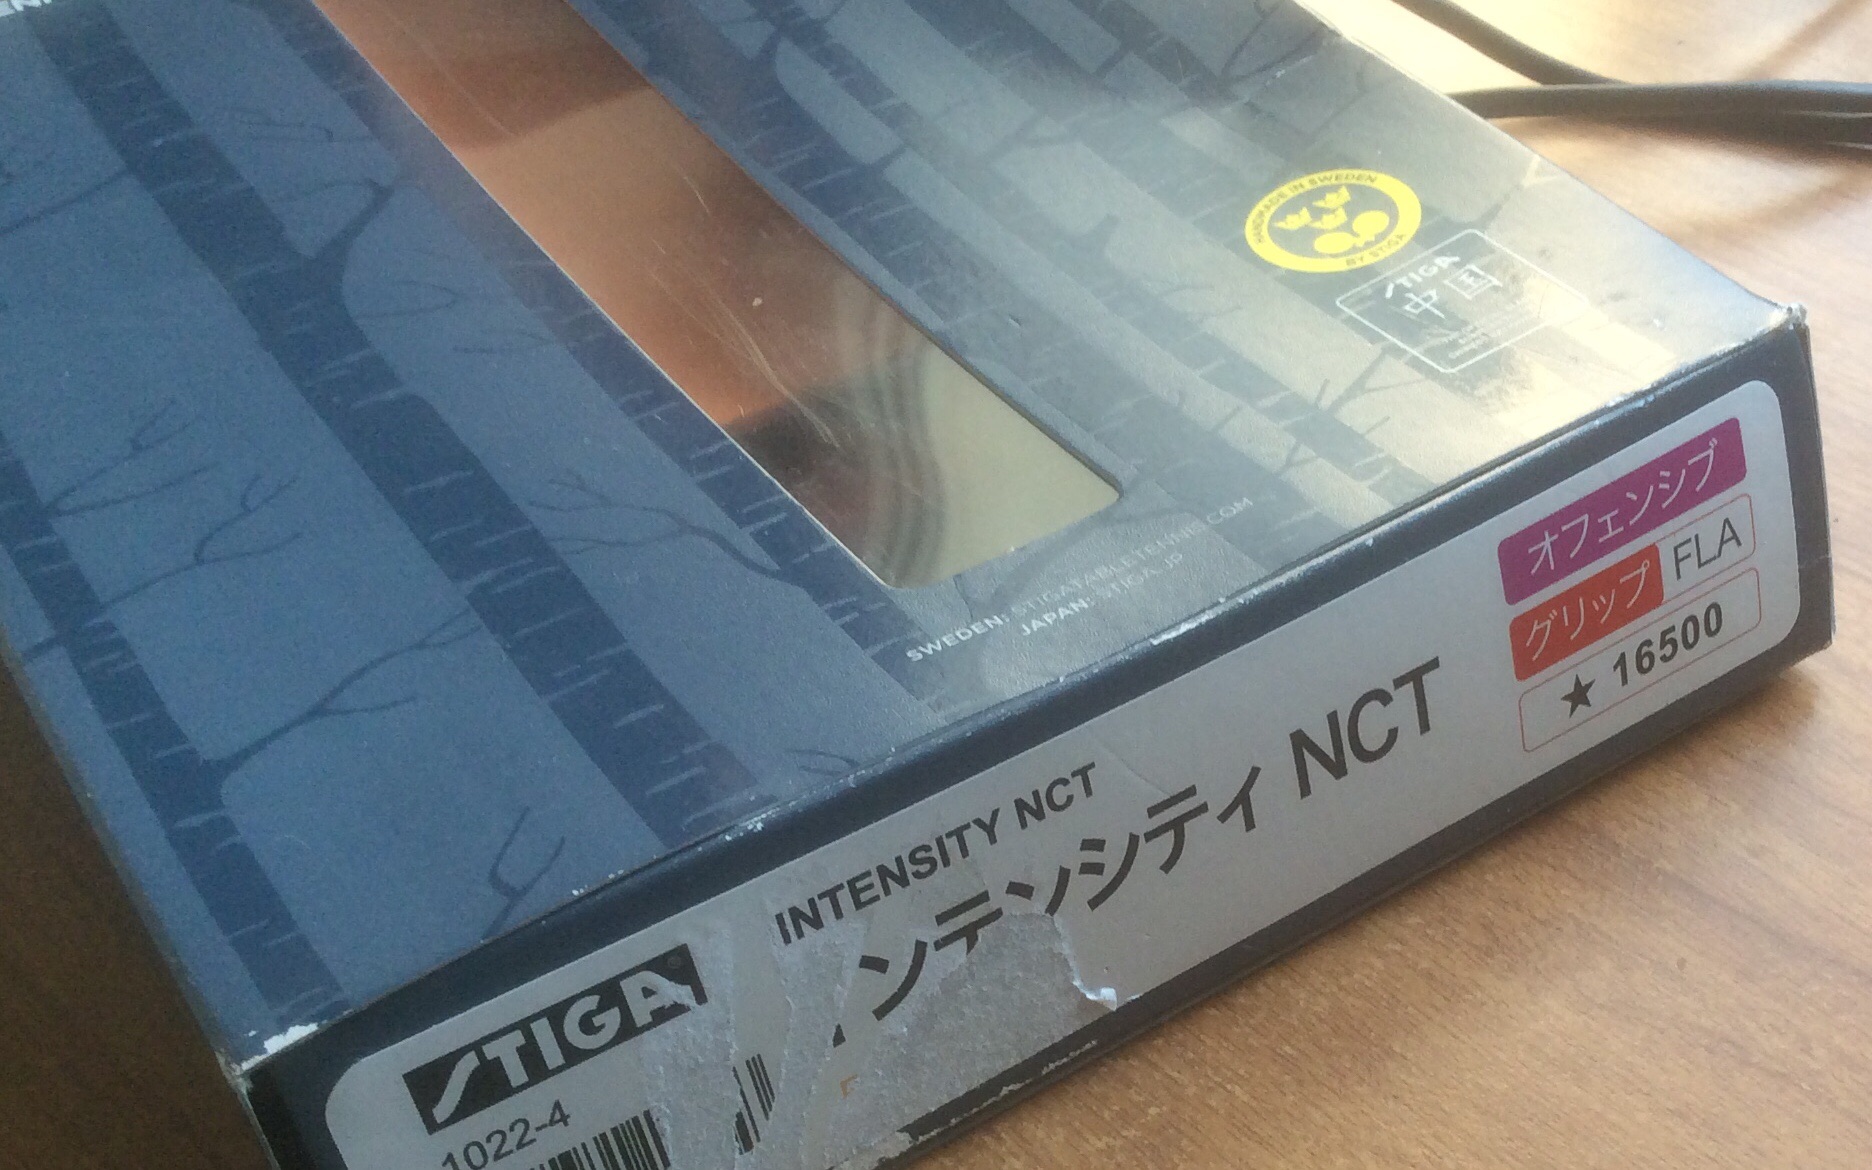 HANDMADE IN SWEDEN
BY STIGA
STIGA
中国
SWEDEN: STIGATABLETENNIS.COM
JAPAN: STIGA.JP
オフェンシブ
グリップ FLA
★ 16500
INTENSITY NCT
ンテンシティ NCT
STIGA
1022-4